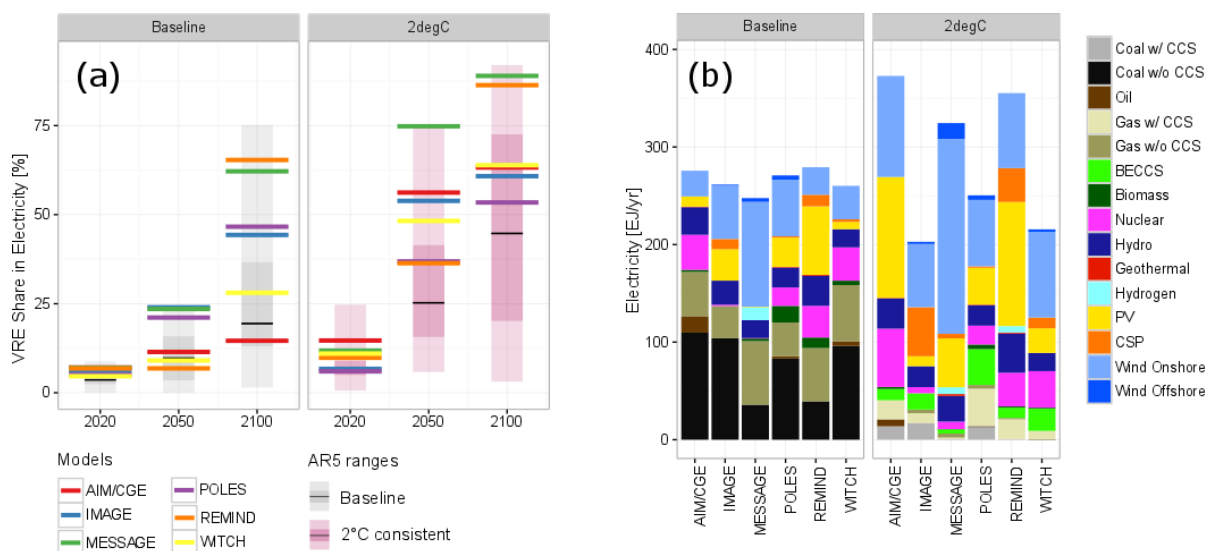 Baseline
2degC
(a)
VRE Share in Electricity [%]
75
50
25
0
2020
2050
2100
2020
2050
2100
Models
AIM/CGE
IMAGE
MESSAGE
POLES
REMIND
WITCH
AR5 ranges
Baseline
2°C consistent
Baseline
2degC
(b)
Electricity [EJ/yr]
400
300
200
100
0
AIM/CGE
IMAGE
MESSAGE
POLES
REMIND
WITCH
AIM/CGE
IMAGE
MESSAGE
POLES
REMIND
WITCH
Coal w/ CCS
Coal w/o CCS
Oil
Gas w/ CCS
Gas w/o CCS
BECCS
Biomass
Nuclear
Hydro
Geothermal
Hydrogen
PV
CSP
Wind Onshore
Wind Offshore